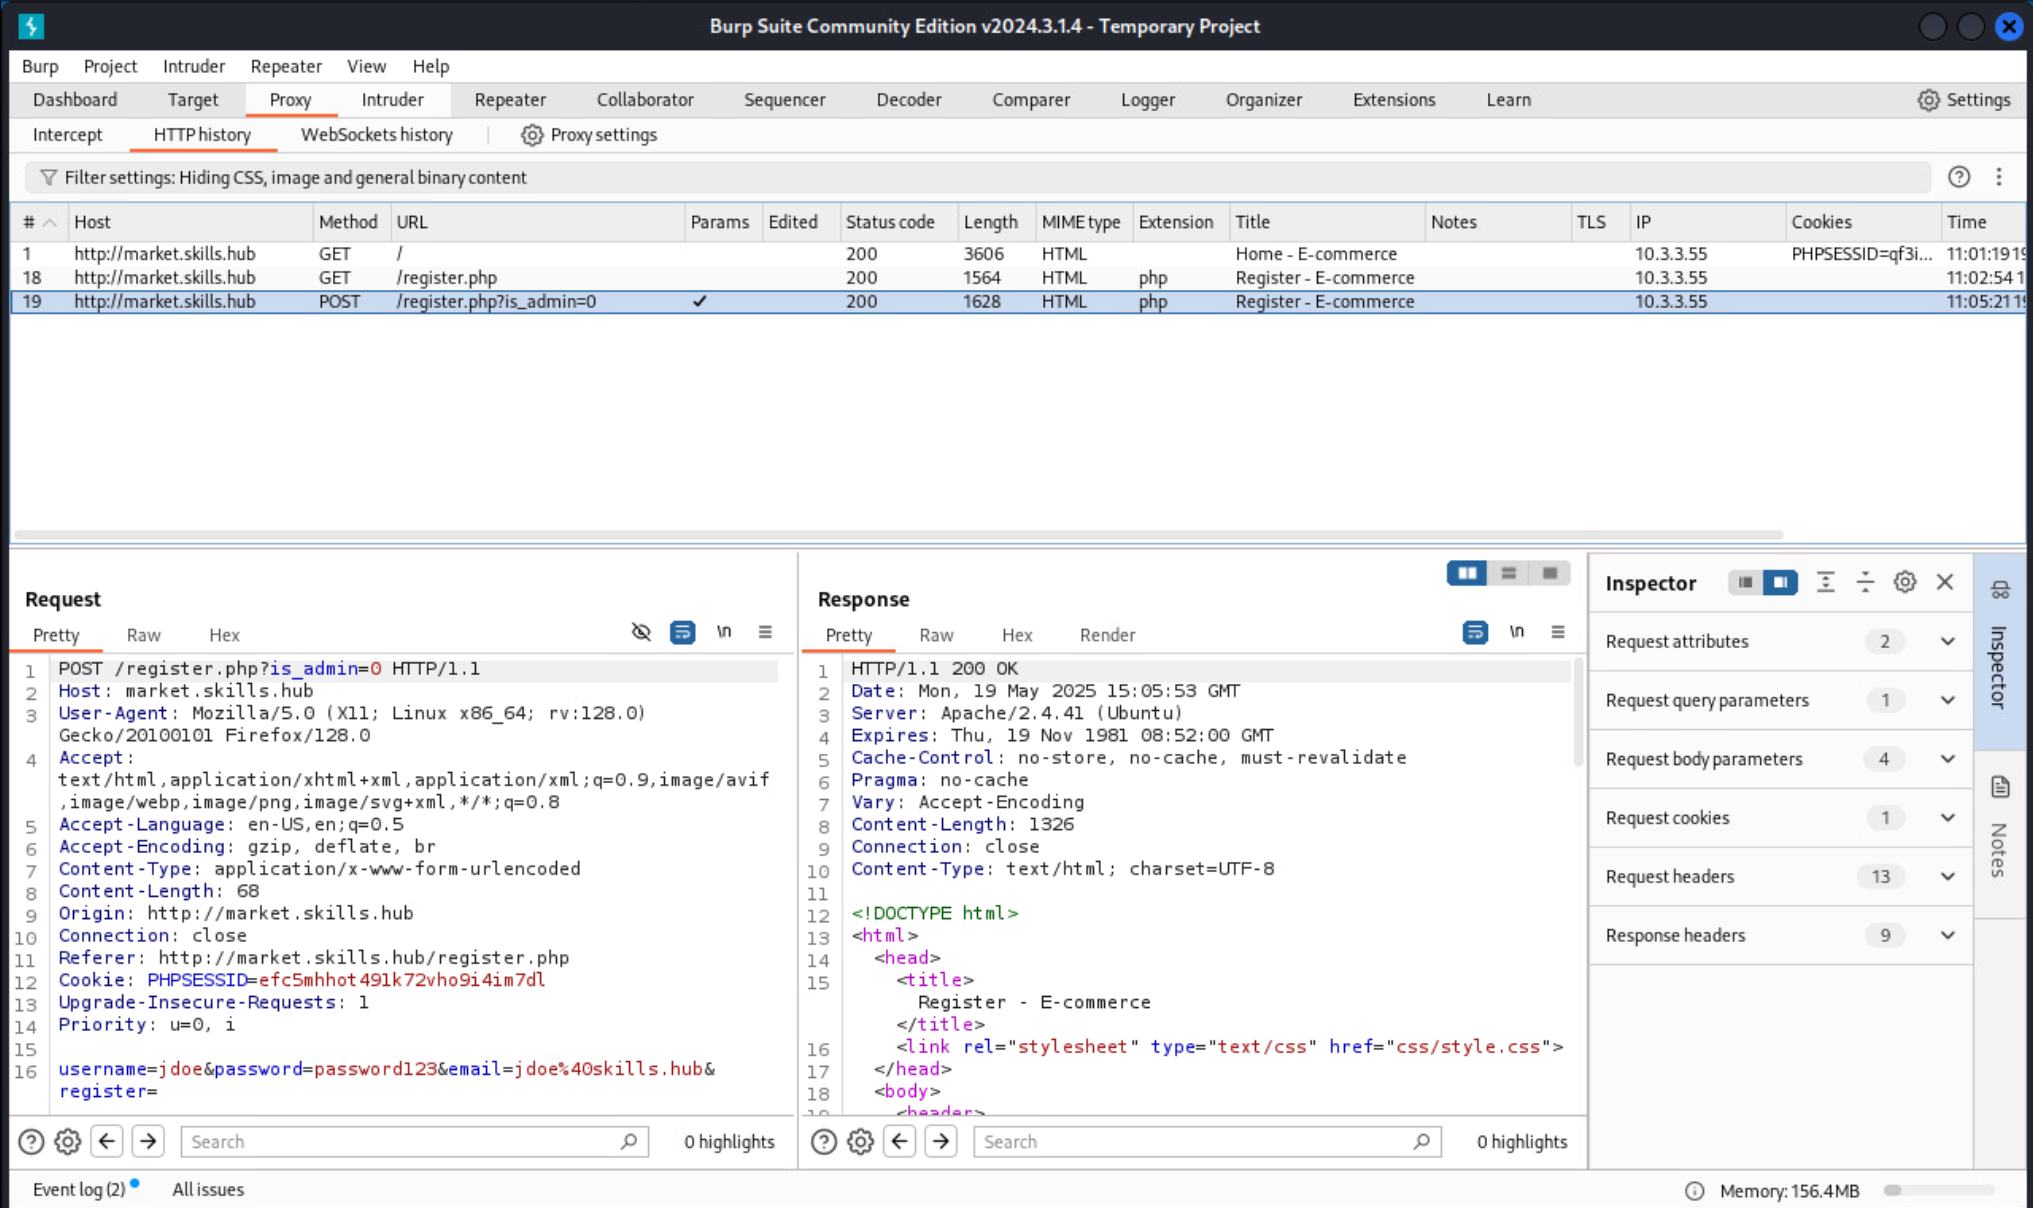 Burp Suite Community Edition v2024.3.1.4 - Temporary Project
Burp Project Intruder Repeater View Help
Dashboard Target Proxy Intruder Repeater Collaborator Sequencer Decoder Comparer Logger Organizer Extensions Learn Settings
Intercept HTTP history WebSockets history Proxy settings
Filter settings: Hiding CSS, image and general binary content
# Host Method URL Params Edited Status code Length MIME type Extension Title Notes TLS IP Cookies Time
1 http://market.skills.hub GET / 200 3606 HTML Home - E-commerce 10.3.3.55 PHPSESSID=qf3i... 11:01:19 19
18 http://market.skills.hub GET /register.php 200 1564 HTML php Register - E-commerce 10.3.3.55 11:02:54 1
19 http://market.skills.hub POST /register.php?is_admin=0 ✓ 200 1628 HTML php Register - E-commerce 10.3.3.55 11:05:21 19
Request
Pretty Raw Hex \n
1 POST /register.php?is_admin=0 HTTP/1.1
2 Host: market.skills.hub
3 User-Agent: Mozilla/5.0 (X11; Linux x86_64; rv:128.0)
Gecko/20100101 Firefox/128.0
4 Accept:
text/html,application/xhtml+xml,application/xml;q=0.9,image/avif
,image/webp,image/png,image/svg+xml,*/*;q=0.8
5 Accept-Language: en-US,en;q=0.5
6 Accept-Encoding: gzip, deflate, br
7 Content-Type: application/x-www-form-urlencoded
8 Content-Length: 68
9 Origin: http://market.skills.hub
10 Connection: close
11 Referer: http://market.skills.hub/register.php
12 Cookie: PHPSESSID=efc5mhhot491k72vho9i4im7dl
13 Upgrade-Insecure-Requests: 1
14 Priority: u=0, i
15
16 username=jdoe&password=password123&email=jdoe%40skills.hub&
register=
Search 0 highlights
Response
Pretty Raw Hex Render \n
1 HTTP/1.1 200 OK
2 Date: Mon, 19 May 2025 15:05:53 GMT
3 Server: Apache/2.4.41 (Ubuntu)
4 Expires: Thu, 19 Nov 1981 08:52:00 GMT
5 Cache-Control: no-store, no-cache, must-revalidate
6 Pragma: no-cache
7 Vary: Accept-Encoding
8 Content-Length: 1326
9 Connection: close
10 Content-Type: text/html; charset=UTF-8
11
12 <!DOCTYPE html>
13 <html>
14 <head>
15 <title>
Register - E-commerce
</title>
16 <link rel="stylesheet" type="text/css" href="css/style.css">
17 </head>
18 <body>
19 <header>
Search 0 highlights
Inspector
Request attributes 2
Request query parameters 1
Request body parameters 4
Request cookies 1
Request headers 13
Response headers 9
Inspector
Notes
Event log (2) All issues Memory: 156.4MB